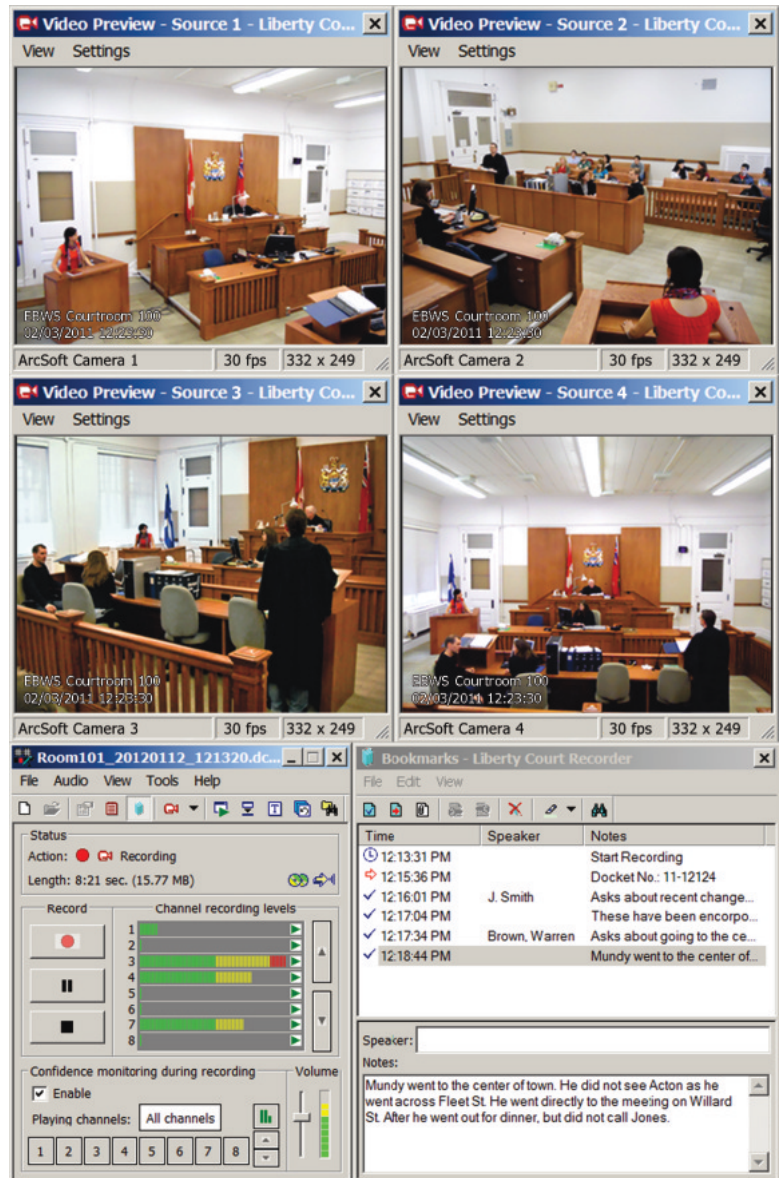 Video Preview - Source 1 - Liberty Co...
View Settings
EBWS Courtroom 100
02/03/2011 12:23:30
ArcSoft Camera 1 30 fps 332 x 249
Video Preview - Source 2 - Liberty Co...
View Settings
EBWS Courtroom 100
02/03/2011 12:23:30
ArcSoft Camera 2 30 fps 332 x 249
Video Preview - Source 3 - Liberty Co...
View Settings
EBWS Courtroom 100
02/03/2011 12:23:30
ArcSoft Camera 3 30 fps 332 x 249
Video Preview - Source 4 - Liberty Co...
View Settings
EBWS Courtroom 100
02/03/2011 12:23:30
ArcSoft Camera 4 30 fps 332 x 249
Room101_20120112_121320.dc...
File Audio View Tools Help
Status
Action: Recording
Length: 8:21 sec. (15.77 MB)
Record
Channel recording levels
1
2
3
4
5
6
7
8
Confidence monitoring during recording
Enable
Playing channels: All channels
1 2 3 4 5 6 7 8
Volume
Bookmarks - Liberty Court Recorder
File Edit View
Time Speaker Notes
12:13:31 PM Start Recording
12:15:36 PM Docket No.: 11-12124
12:16:01 PM J. Smith Asks about recent change...
12:17:04 PM These have been encorpo...
12:17:34 PM Brown, Warren Asks about going to the ce...
12:18:44 PM Mundy went to the center of...
Speaker:
Notes:
Mundy went to the center of town. He did not see Acton as he
went across Fleet St. He went directly to the meeting on Willard
St. After he went out for dinner, but did not call Jones.